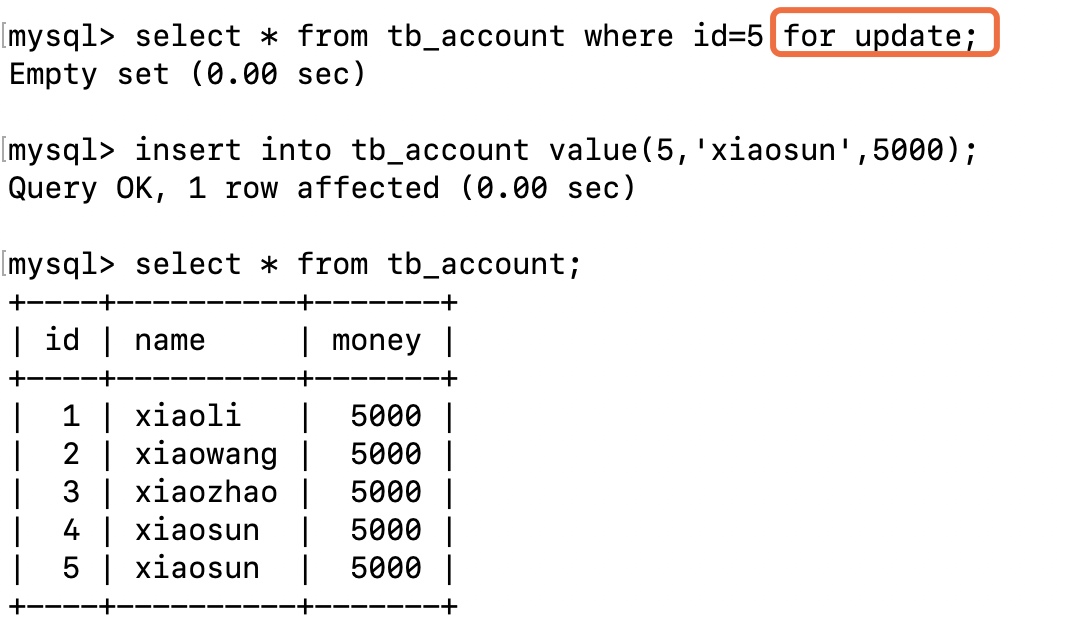 [mysql> select * from tb_account where id=5 for update;
Empty set (0.00 sec)
[mysql> insert into tb_account value(5,'xiaosun',5000);
Query OK, 1 row affected (0.00 sec)
[mysql> select * from tb_account;
+----+----------+-------+
| id | name     | money |
+----+----------+-------+
|  1 | xiaoli   |  5000 |
|  2 | xiaowang |  5000 |
|  3 | xiaozhao |  5000 |
|  4 | xiaosun  |  5000 |
|  5 | xiaosun  |  5000 |
+----+----------+-------+